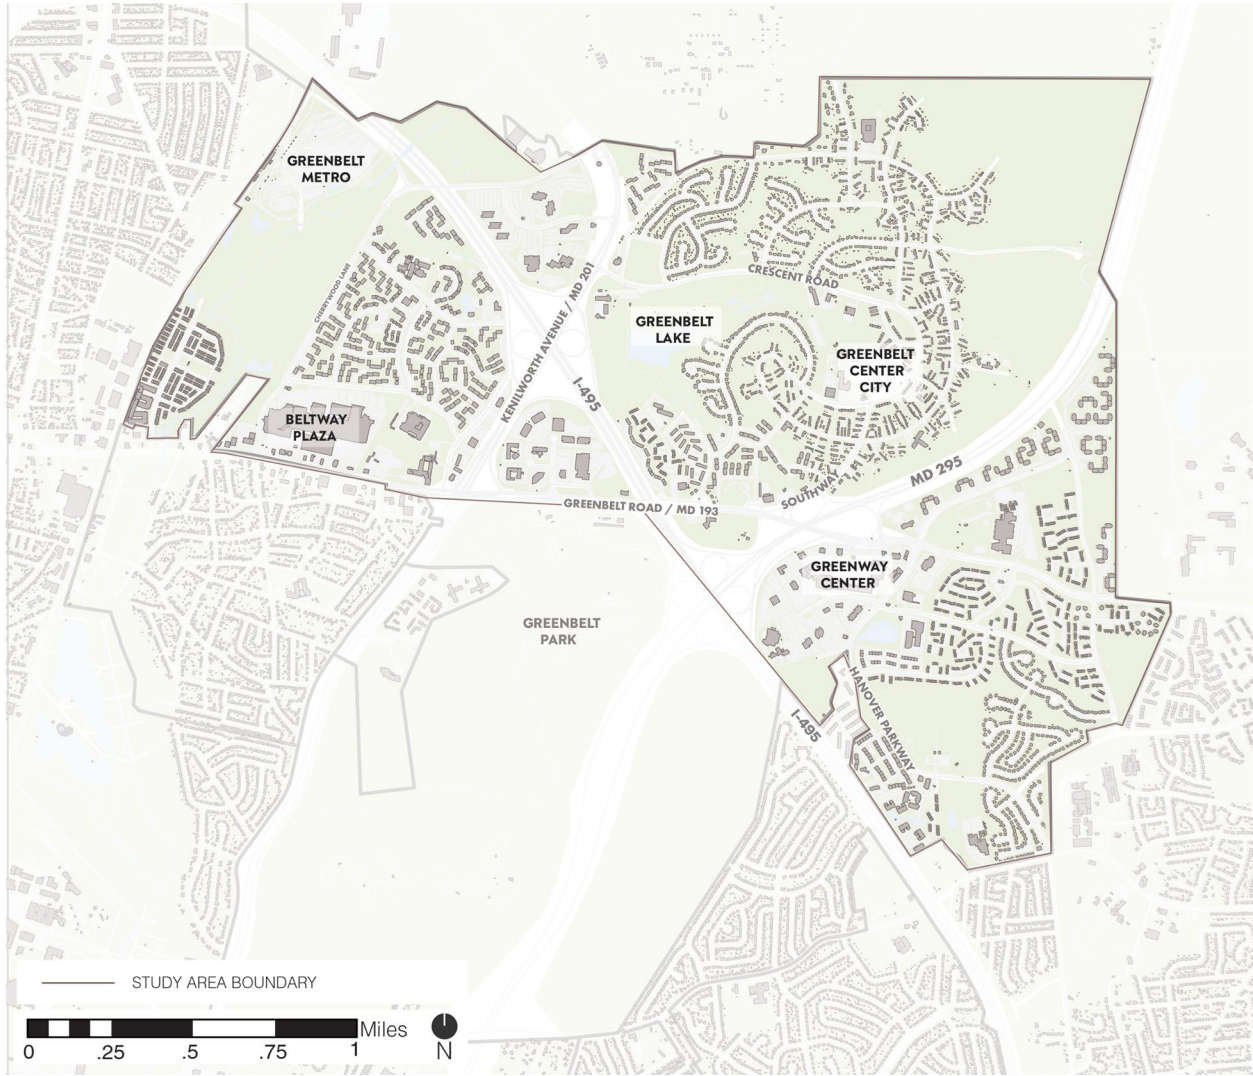 GREENBELT
METRO
CHERRYWOOD LANE
KENILWORTH AVENUE / MD 201
CRESCENT ROAD
GREENBELT
LAKE
GREENBELT
CENTER
CITY
I-495
BELTWAY
PLAZA
MD 295
SOUTHWAY
GREENBELT ROAD / MD 193
GREENWAY
CENTER
GREENBELT
PARK
HANOVER PARKWAY
I-495
STUDY AREA BOUNDARY
Miles
0 .25 .5 .75 1
N